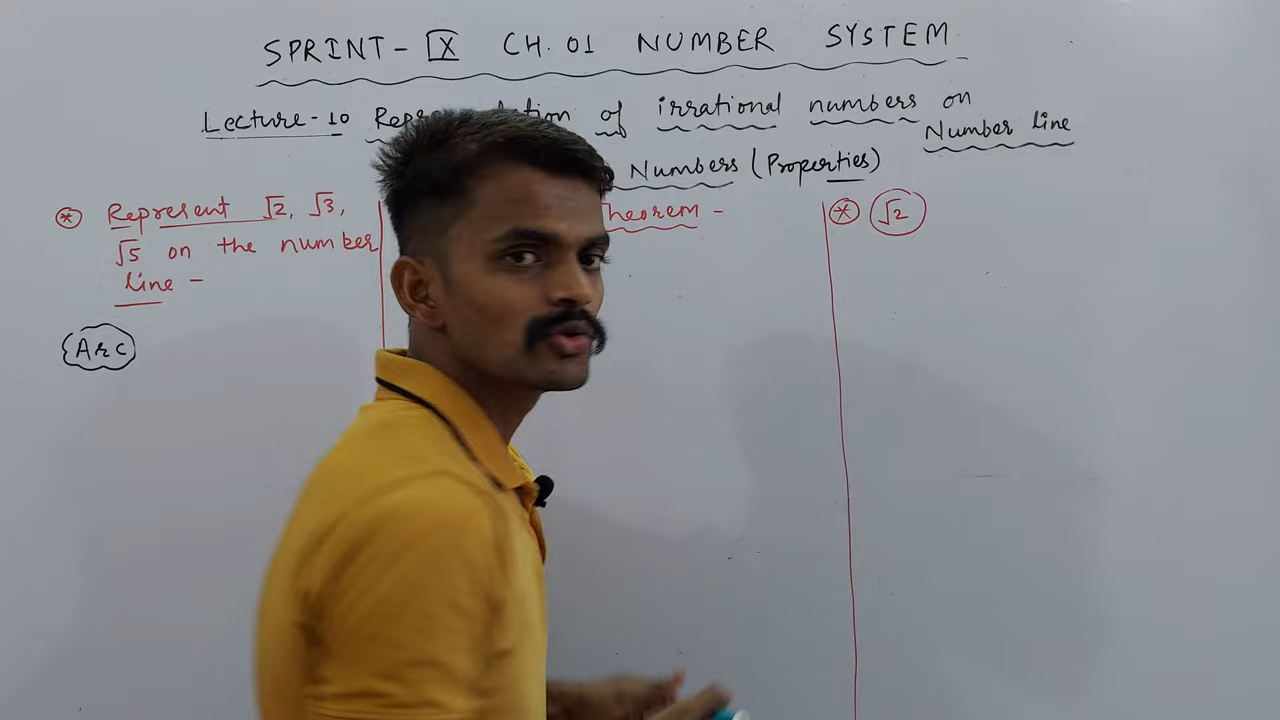 SPRINT- IX CH. 01 NUMBER SYSTEM
Lecture-10 of irrational numbers on
Number line
Numbers (Properties)
* Represent √2, √3,
√5 on the number
line -
Arc
heorem -
* √2